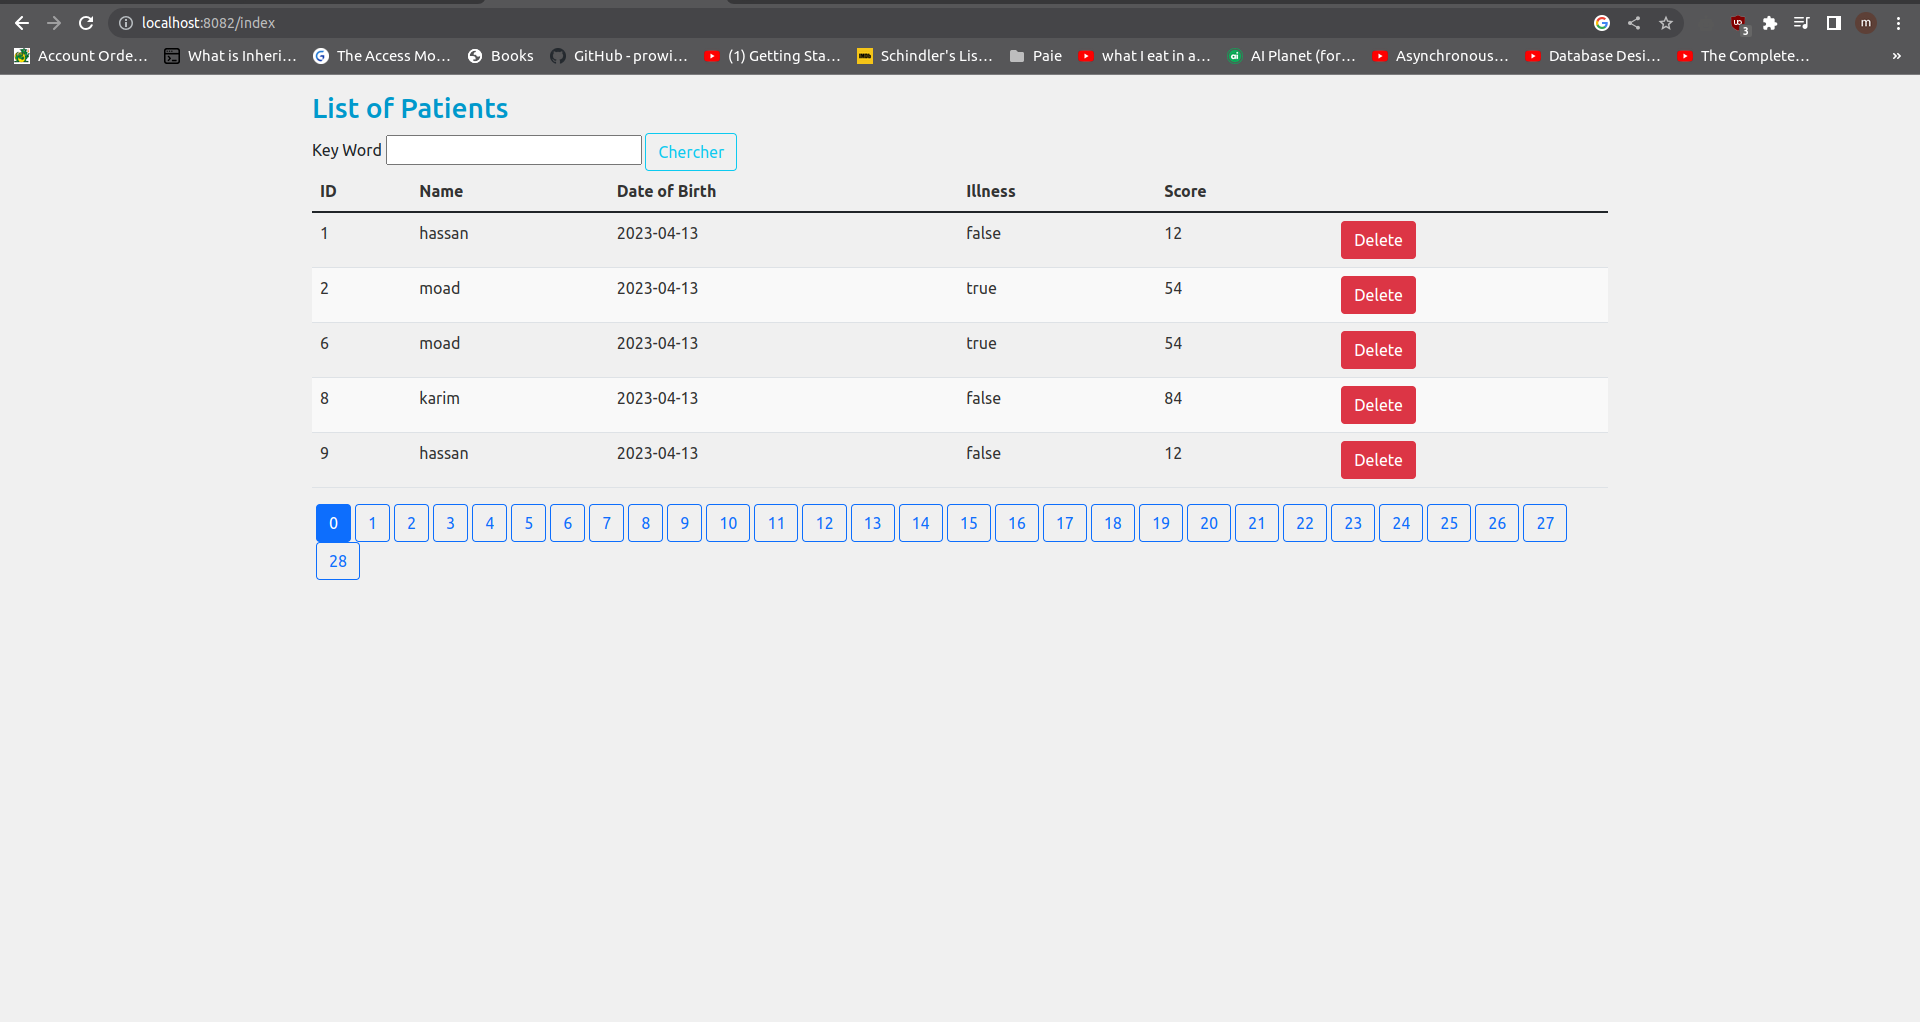 localhost:8082/index
3
m
Account Orde... What is Inheri... The Access Mo... Books GitHub - prowi... (1) Getting Sta... Schindler's Lis... Paie what I eat in a... AI Planet (for... Asynchronous... Database Desi... The Complete... »
List of Patients
Key Word Chercher
ID Name Date of Birth Illness Score
1 hassan 2023-04-13 false 12 Delete
2 moad 2023-04-13 true 54 Delete
6 moad 2023-04-13 true 54 Delete
8 karim 2023-04-13 false 84 Delete
9 hassan 2023-04-13 false 12 Delete
0 1 2 3 4 5 6 7 8 9 10 11 12 13 14 15 16 17 18 19 20 21 22 23 24 25 26 27
28